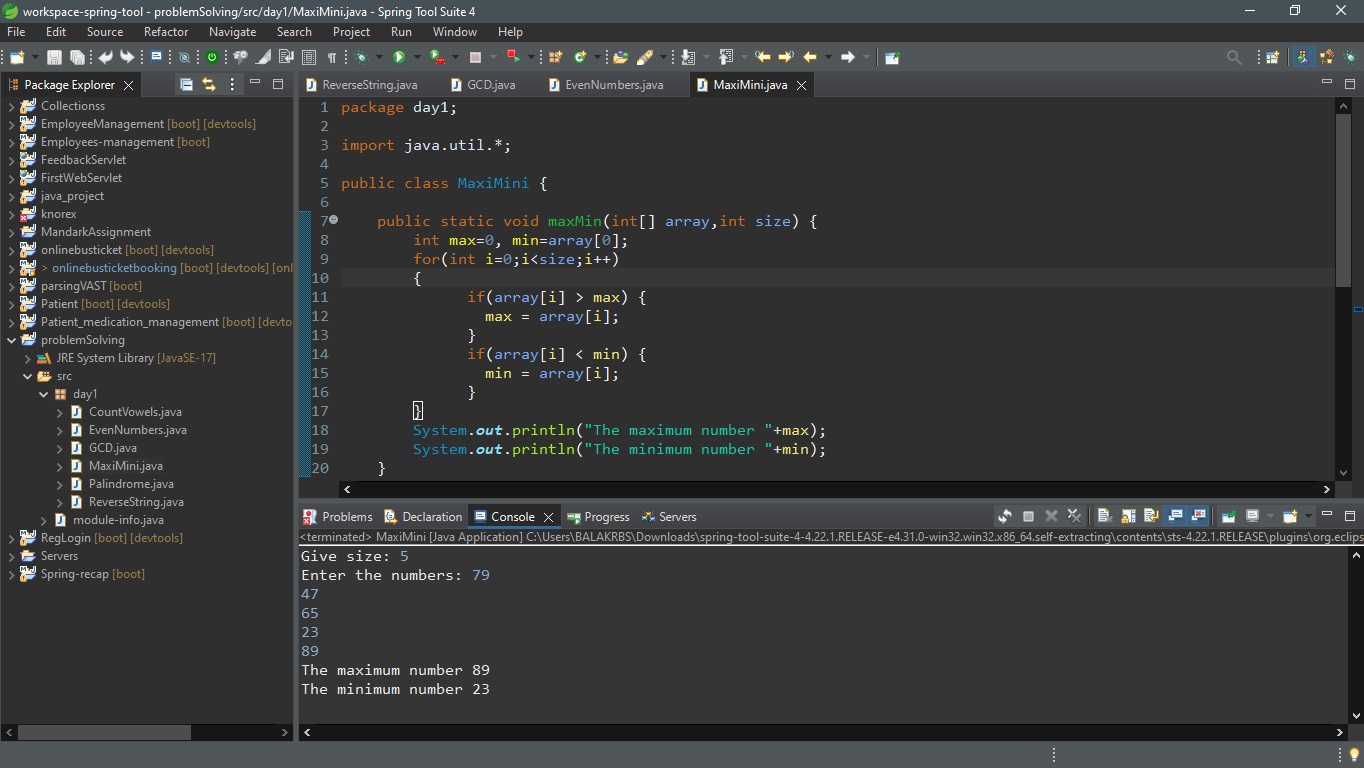 workspace-spring-tool - problemSolving/src/day1/MaxiMini.java - Spring Tool Suite 4
File Edit Source Refactor Navigate Search Project Run Window Help
Package Explorer
Collectionss
EmployeeManagement [boot] [devtools]
Employees-management [boot]
FeedbackServlet
FirstWebServlet
java_project
knorex
MandarkAssignment
onlinebusticket [boot] [devtools]
> onlinebusticketbooking [boot] [devtools] [onl
parsingVAST [boot]
Patient [boot] [devtools]
Patient_medication_management [boot] [devto
problemSolving
JRE System Library [JavaSE-17]
src
day1
CountVowels.java
EvenNumbers.java
GCD.java
MaxiMini.java
Palindrome.java
ReverseString.java
module-info.java
RegLogin [boot] [devtools]
Servers
Spring-recap [boot]
ReverseString.java GCD.java EvenNumbers.java MaxiMini.java
1 package day1;
2
3 import java.util.*;
4
5 public class MaxiMini {
6
7 public static void maxMin(int[] array,int size) {
8 int max=0, min=array[0];
9 for(int i=0;i<size;i++)
10 {
11 if(array[i] > max) {
12 max = array[i];
13 }
14 if(array[i] < min) {
15 min = array[i];
16 }
17 }
18 System.out.println("The maximum number "+max);
19 System.out.println("The minimum number "+min);
20 }
Problems Declaration Console Progress Servers
<terminated> MaxiMini [Java Application] C:\Users\BALAKRBS\Downloads\spring-tool-suite-4-4.22.1.RELEASE-e4.31.0-win32.win32.x86_64.self-extracting\contents\sts-4.22.1.RELEASE\plugins\org.eclips
Give size: 5
Enter the numbers: 79
47
65
23
89
The maximum number 89
The minimum number 23